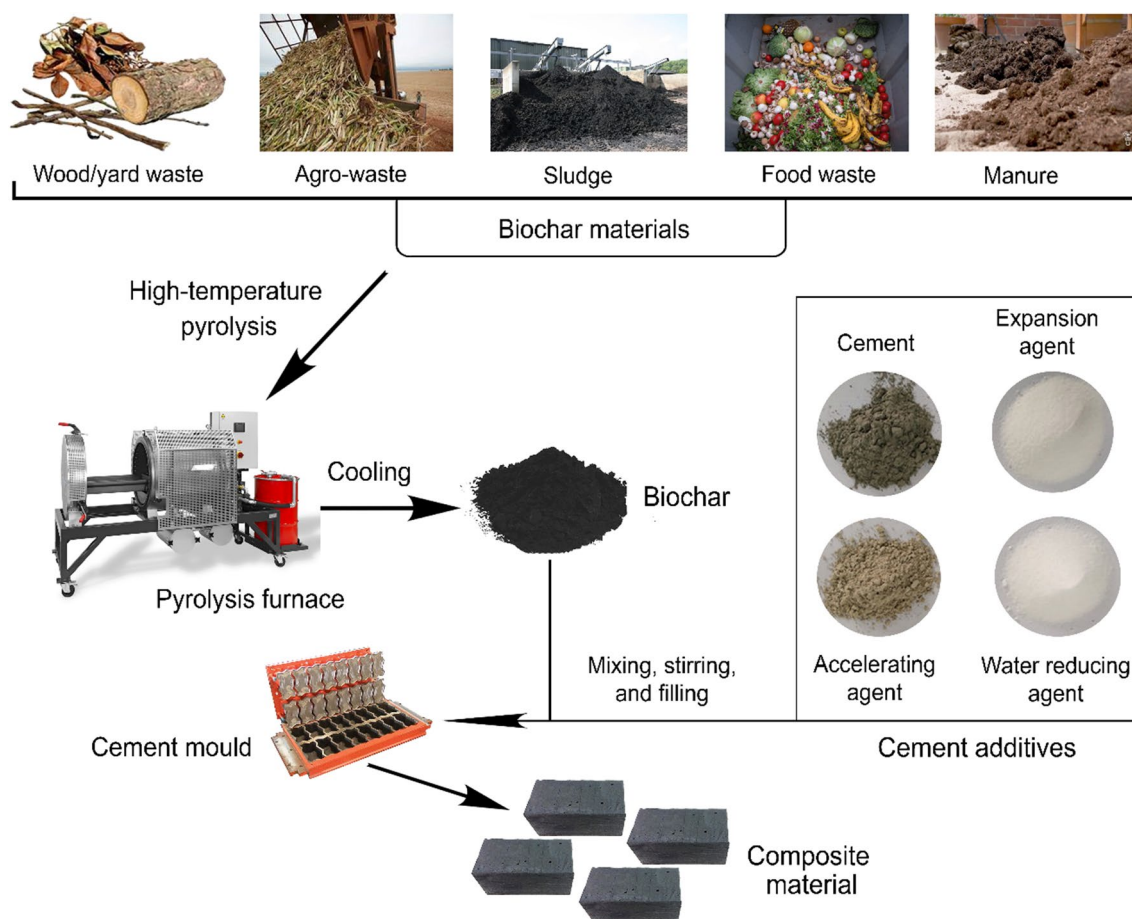 Wood/yard waste
Agro-waste
Sludge
Food waste
Manure
Biochar materials
High-temperature
pyrolysis
Expansion
agent
Cement
Cooling
Biochar
Pyrolysis furnace
Accelerating
agent
Water reducing
agent
Mixing, stirring,
and filling
Cement mould
Cement additives
Composite
material